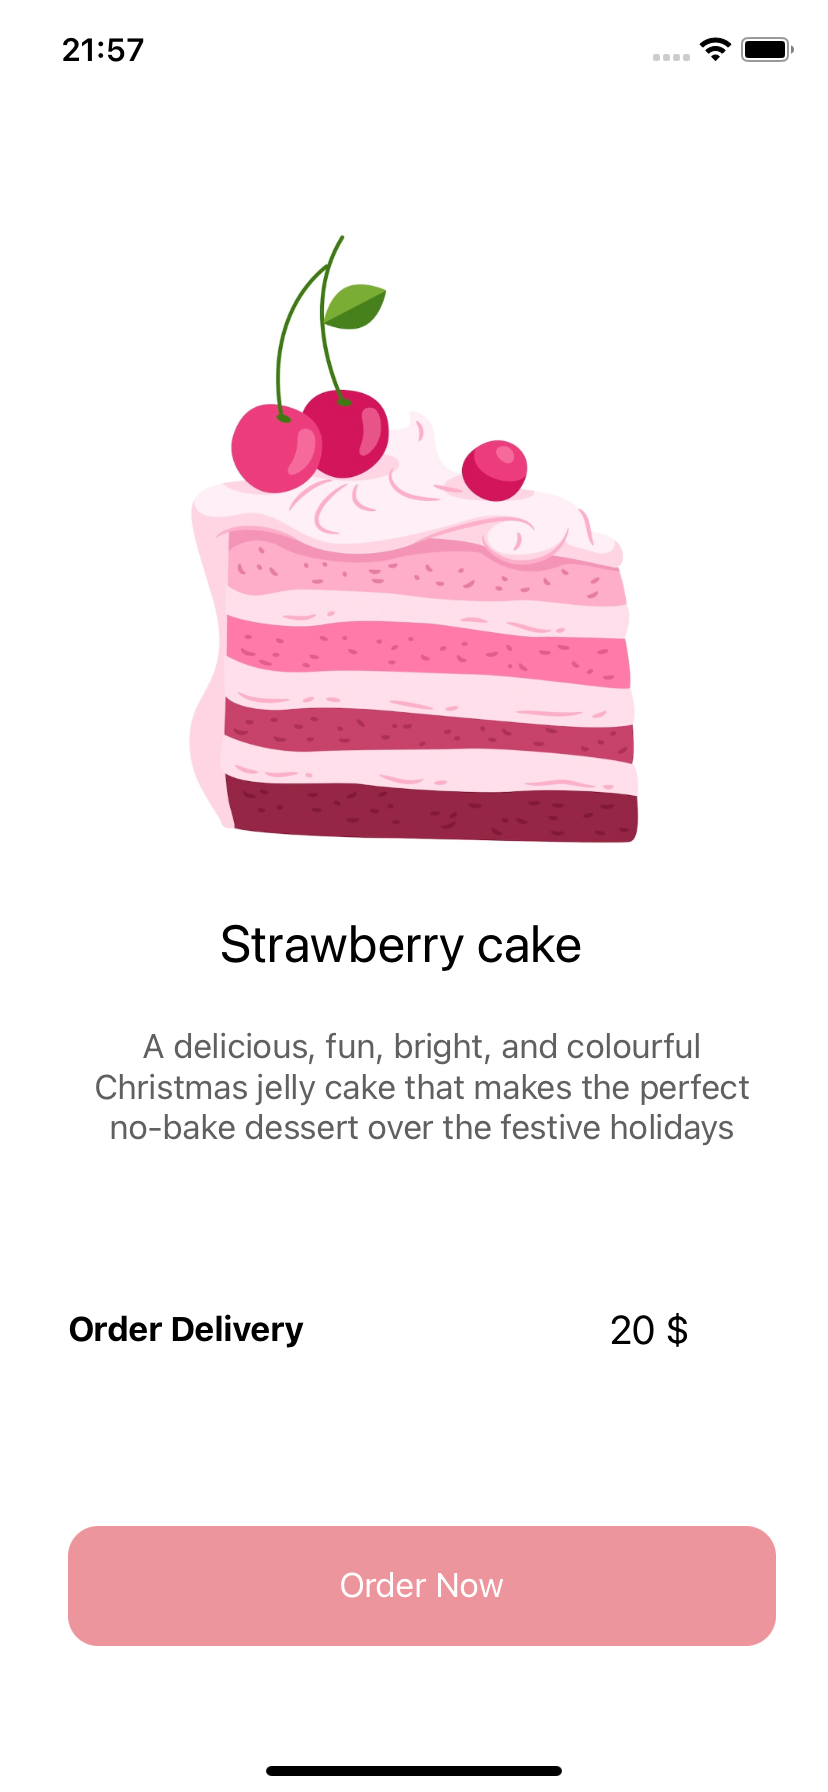 21:57
Strawberry cake
A delicious, fun, bright, and colourful
Christmas jelly cake that makes the perfect
no-bake dessert over the festive holidays
Order Delivery 20 $
Order Now